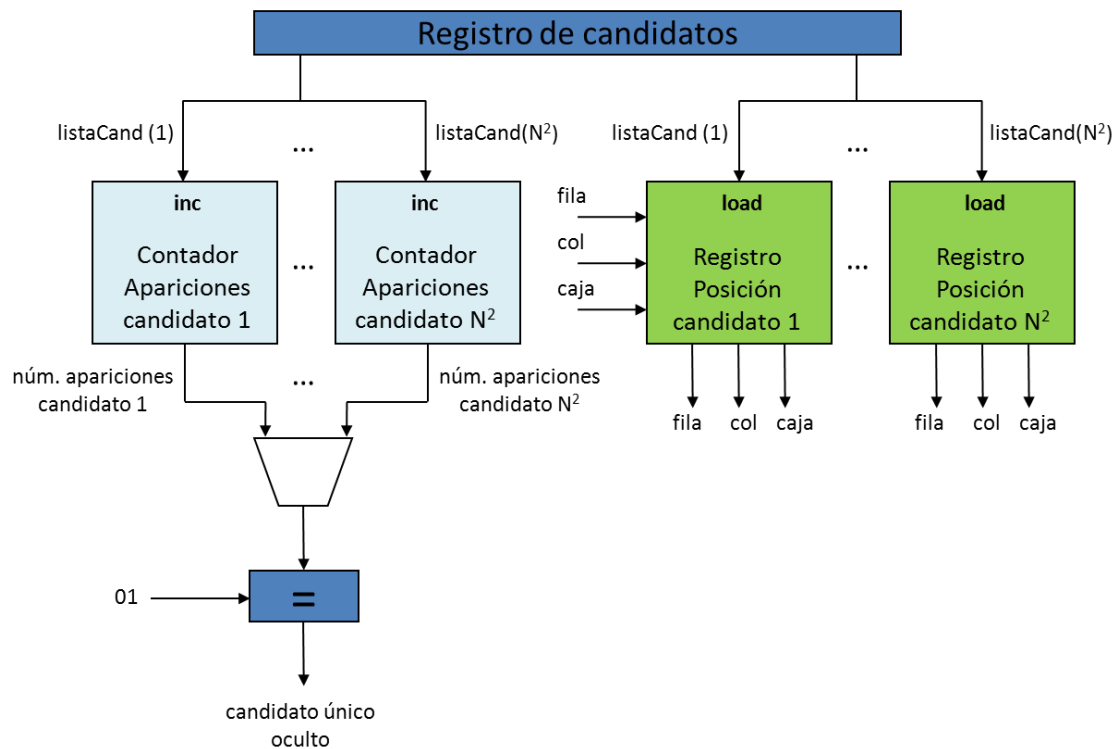 Registro de candidatos
listaCand (1)
...
listaCand(N²)
listaCand (1)
...
listaCand(N²)
inc
Contador
Apariciones
candidato 1
...
inc
Contador
Apariciones
candidato N²
fila
col
caja
load
Registro
Posición
candidato 1
...
load
Registro
Posición
candidato N²
núm. apariciones
candidato 1
...
núm. apariciones
candidato N²
fila col caja
fila col caja
01
=
candidato único
oculto